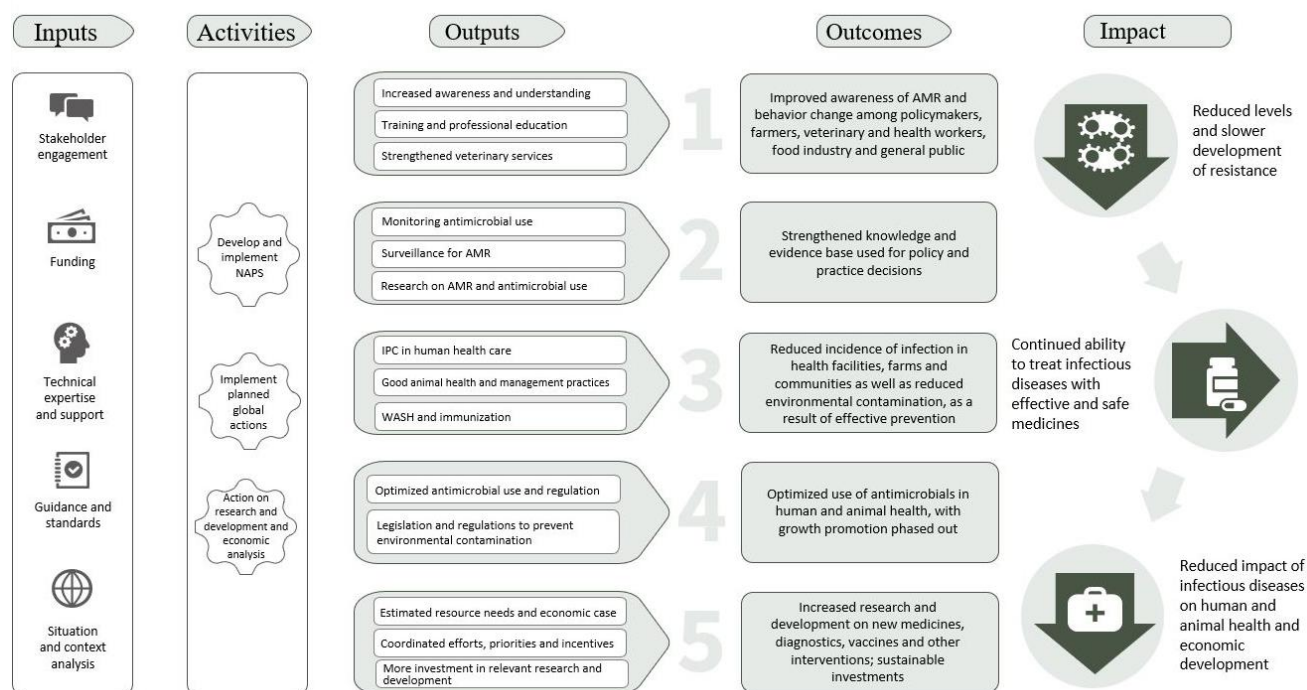 Inputs
Activities
Outputs
Outcomes
Impact
Stakeholder
engagement
Funding
Technical
expertise
and support
Guidance and
standards
Situation
and context
analysis
Develop and
implement
NAPS
Implement
planned
global
actions
Action on
research and
development and
economic
analysis
Increased awareness and understanding
Training and professional education
Strengthened veterinary services
1
Improved awareness of AMR and
behavior change among policymakers,
farmers, veterinary and health workers,
food industry and general public
Monitoring antimicrobial use
Surveillance for AMR
Research on AMR and antimicrobial use
2
Strengthened knowledge and
evidence base used for policy and
practice decisions
IPC in human health care
Good animal health and management practices
WASH and immunization
3
Reduced incidence of infection in
health facilities, farms and
communities as well as reduced
environmental contamination, as a
result of effective prevention
Optimized antimicrobial use and regulation
Legislation and regulations to prevent
environmental contamination
4
Optimized use of antimicrobials in
human and animal health, with
growth promotion phased out
Estimated resource needs and economic case
Coordinated efforts, priorities and incentives
More investment in relevant research and
development
5
Increased research and
development on new medicines,
diagnostics, vaccines and other
interventions; sustainable
investments
Reduced levels
and slower
development
of resistance
Continued ability
to treat infectious
diseases with
effective and safe
medicines
Reduced impact of
infectious diseases
on human and
animal health and
economic
development